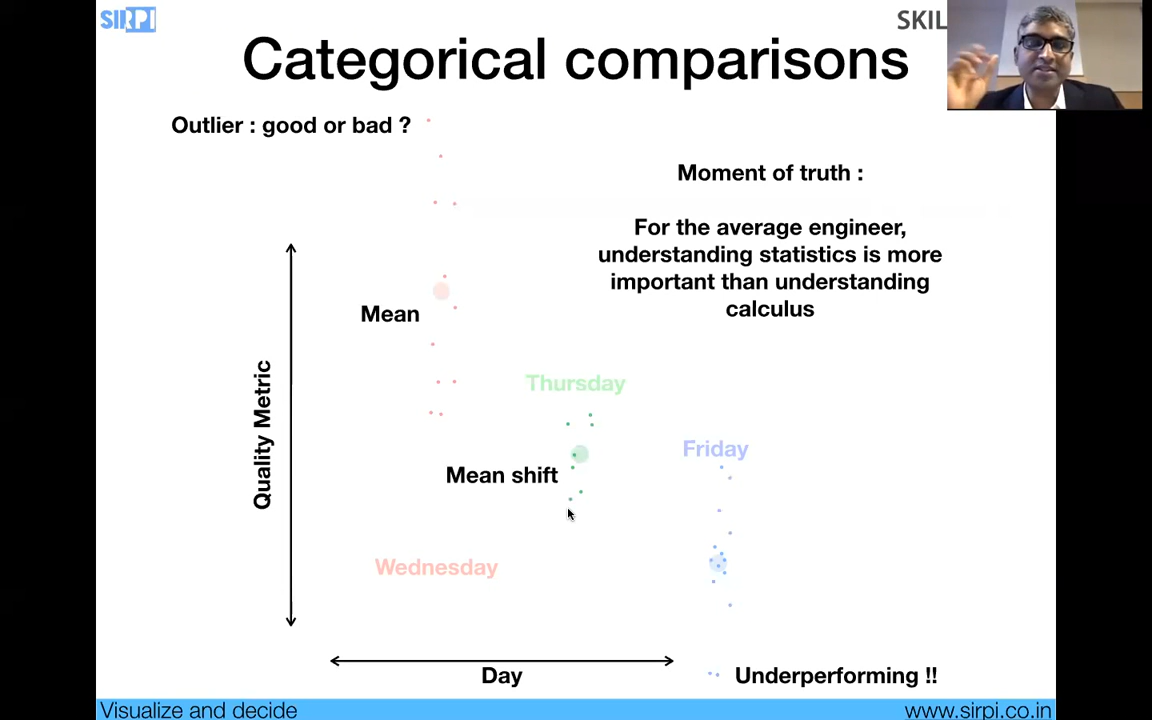 SIRPI
SKIL
Categorical comparisons
Outlier : good or bad ?
Moment of truth :
For the average engineer,
understanding statistics is more
important than understanding
calculus
Mean
Quality Metric
Thursday
Friday
Mean shift
Wednesday
Day
Underperforming !!
Visualize and decide
www.sirpi.co.in